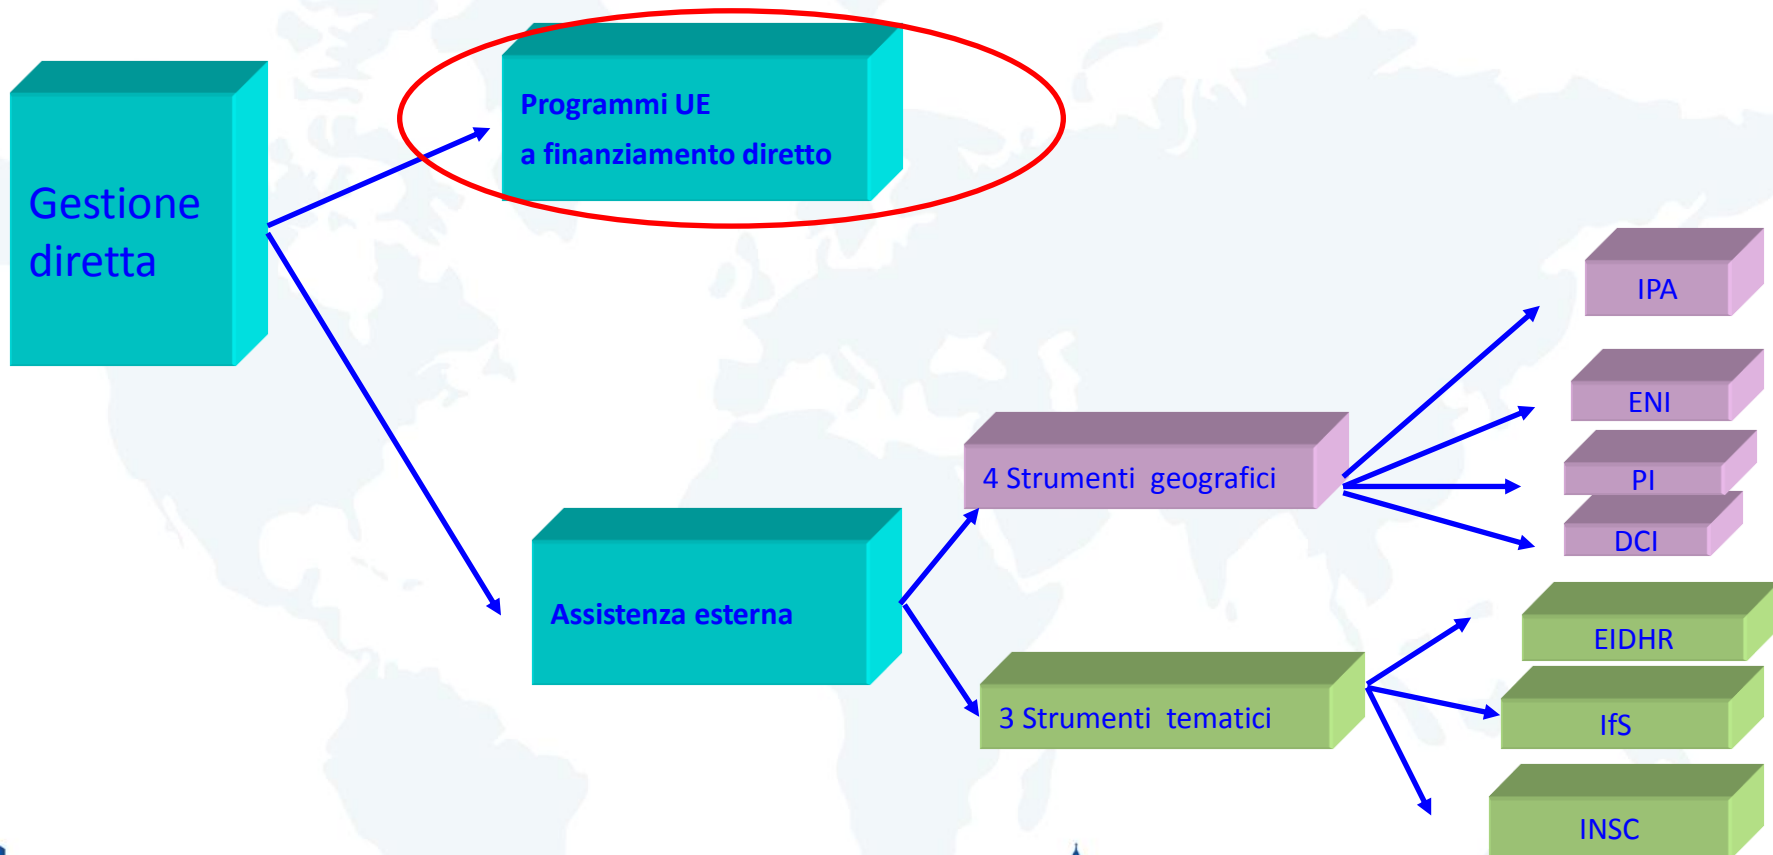 Gestione
diretta
Programmi UE
a finanziamento diretto
Assistenza esterna
4 Strumenti geografici
3 Strumenti tematici
IPA
ENI
PI
DCI
EIDHR
IfS
INSC